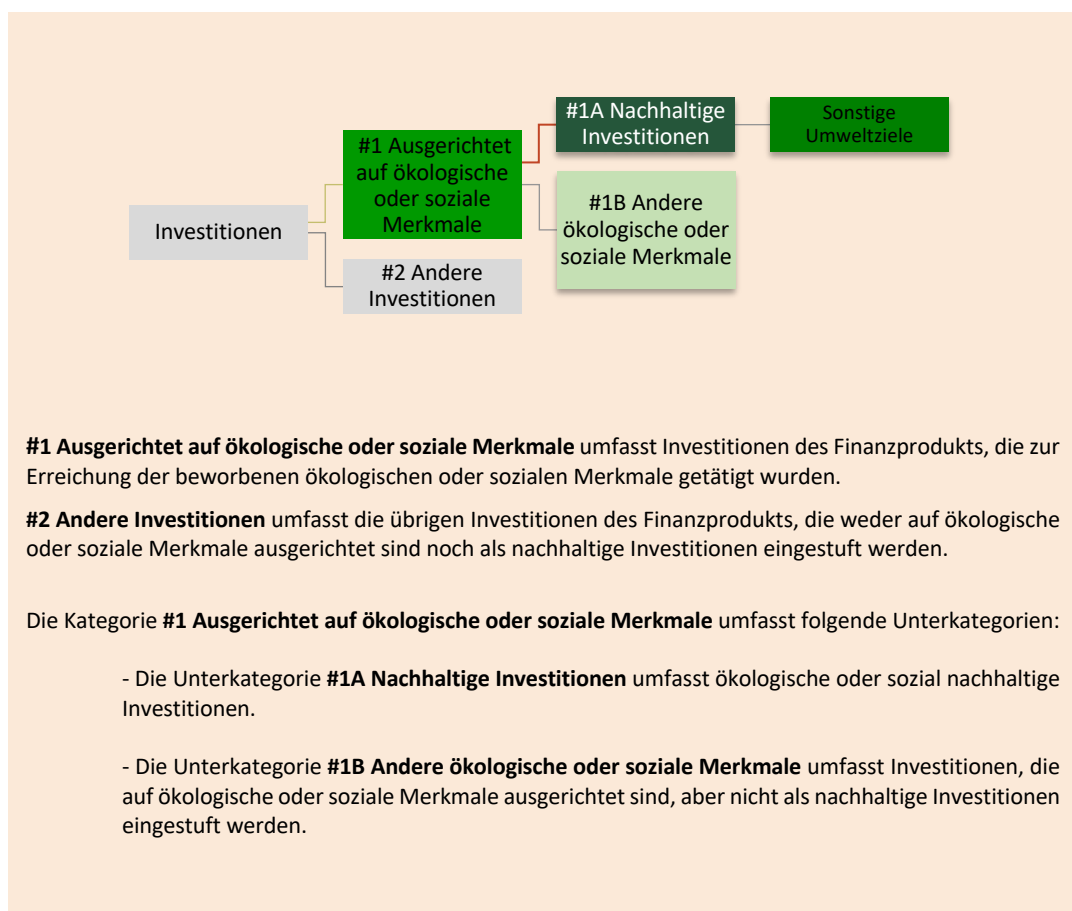 #1A Nachhaltige
Investitionen
Sonstige
Umweltziele
#1 Ausgerichtet
auf ökologische
oder soziale
Merkmale
#1B Andere
ökologische oder
soziale Merkmale
Investitionen
#2 Andere
Investitionen
#1 Ausgerichtet auf ökologische oder soziale Merkmale umfasst Investitionen des Finanzprodukts, die zur
Erreichung der beworbenen ökologischen oder sozialen Merkmale getätigt wurden.
#2 Andere Investitionen umfasst die übrigen Investitionen des Finanzprodukts, die weder auf ökologische
oder soziale Merkmale ausgerichtet sind noch als nachhaltige Investitionen eingestuft werden.
Die Kategorie #1 Ausgerichtet auf ökologische oder soziale Merkmale umfasst folgende Unterkategorien:
- Die Unterkategorie #1A Nachhaltige Investitionen umfasst ökologische oder sozial nachhaltige
Investitionen.
- Die Unterkategorie #1B Andere ökologische oder soziale Merkmale umfasst Investitionen, die
auf ökologische oder soziale Merkmale ausgerichtet sind, aber nicht als nachhaltige Investitionen
eingestuft werden.